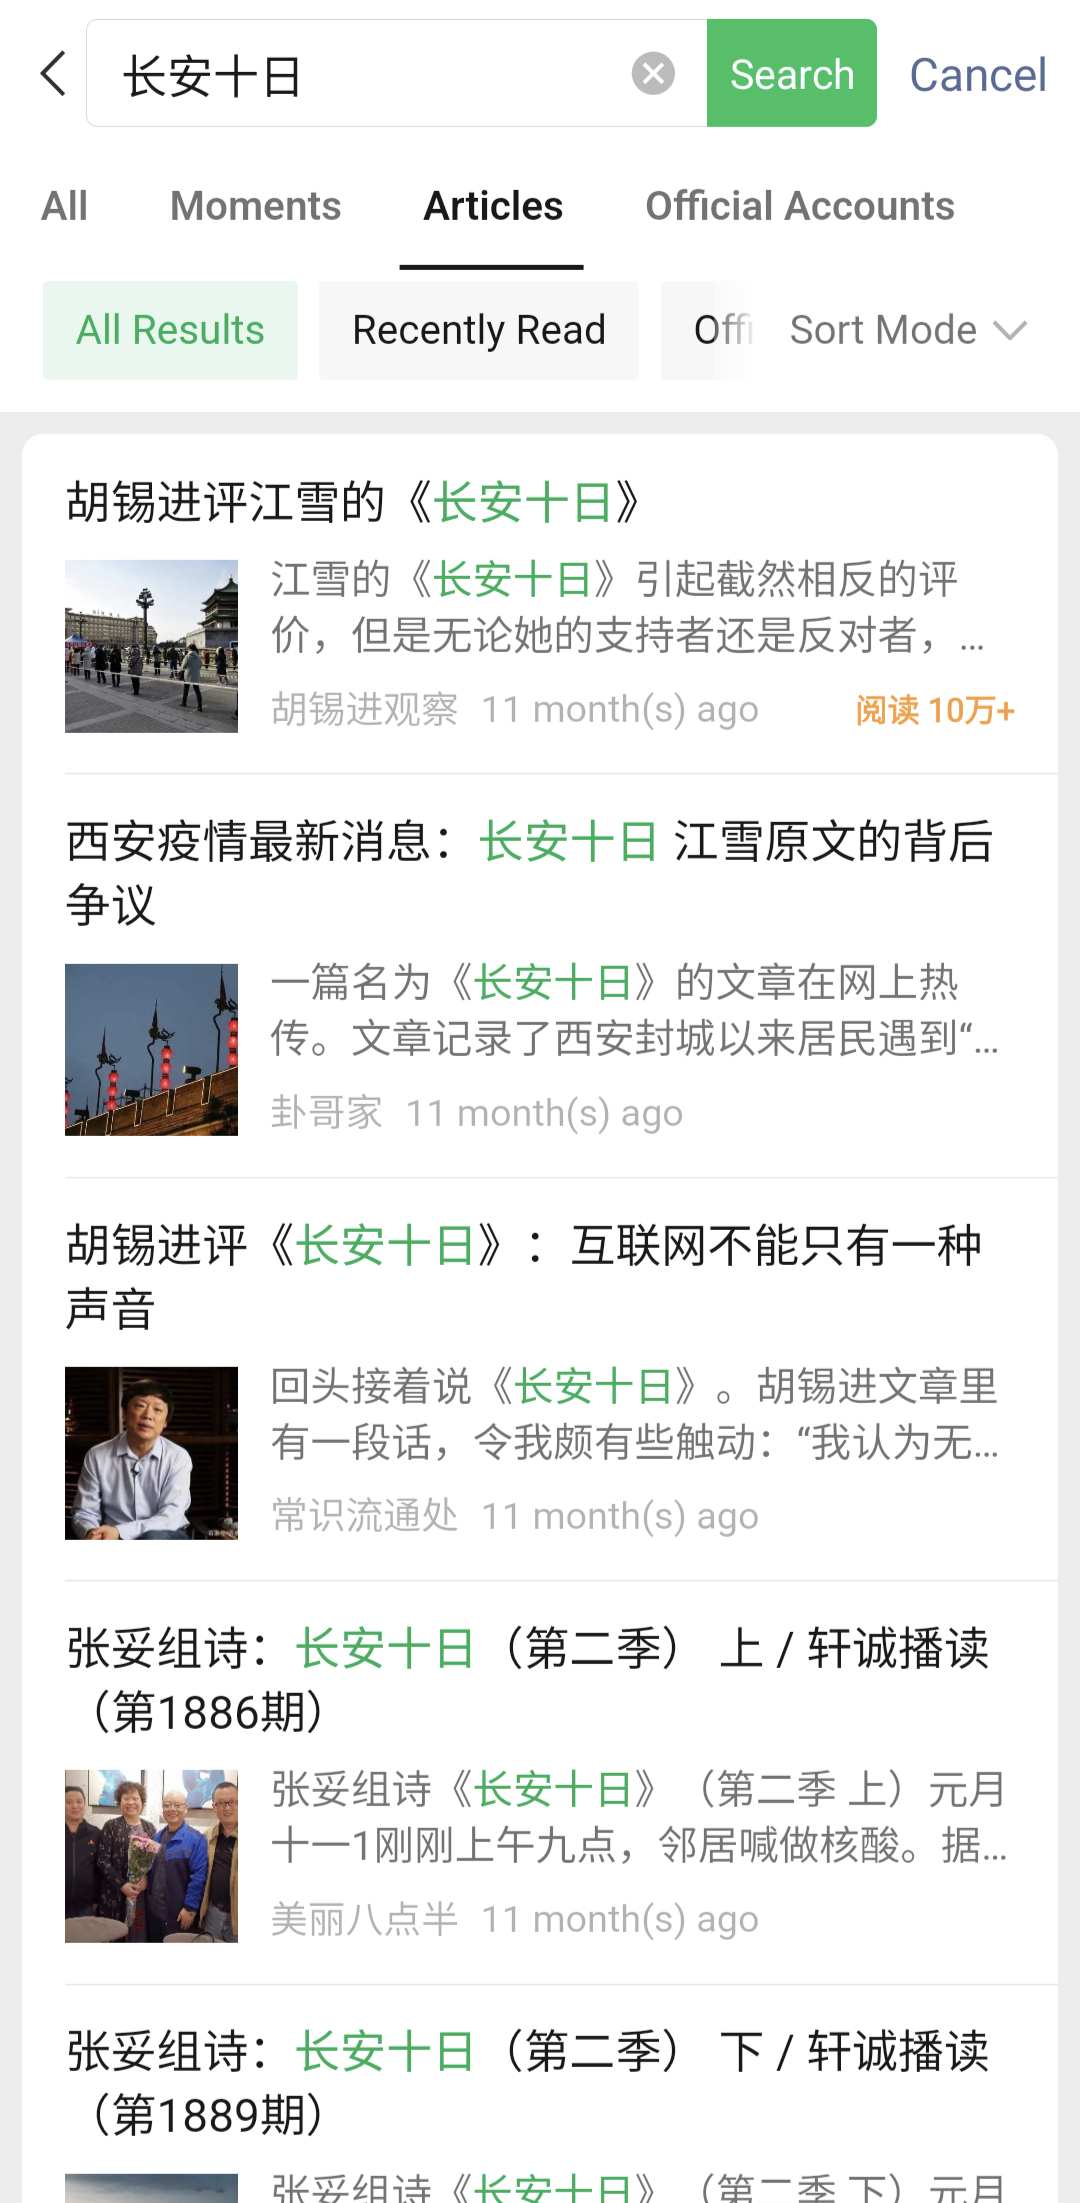 长安十日
Search
Cancel
All
Moments
Articles
Official Accounts
All Results
Recently Read
Offi
Sort Mode
胡锡进评江雪的《长安十日》
江雪的《长安十日》引起截然相反的评
价，但是无论她的支持者还是反对者，...
胡锡进观察 11 month(s) ago
阅读 10万+
西安疫情最新消息：长安十日 江雪原文的背后
争议
一篇名为《长安十日》的文章在网上热
传。文章记录了西安封城以来居民遇到“...
卦哥家 11 month(s) ago
胡锡进评《长安十日》：互联网不能只有一种
声音
回头接着说《长安十日》。胡锡进文章里
有一段话，令我颇有些触动：“我认为无...
常识流通处 11 month(s) ago
张妥组诗：长安十日（第二季） 上 / 轩诚播读
（第1886期）
张妥组诗《长安十日》（第二季 上）元月
十一1刚刚上午九点，邻居喊做核酸。据...
美丽八点半 11 month(s) ago
张妥组诗：长安十日（第二季） 下 / 轩诚播读
（第1889期）
张妥组诗《长安十日》（第二季 下）元月